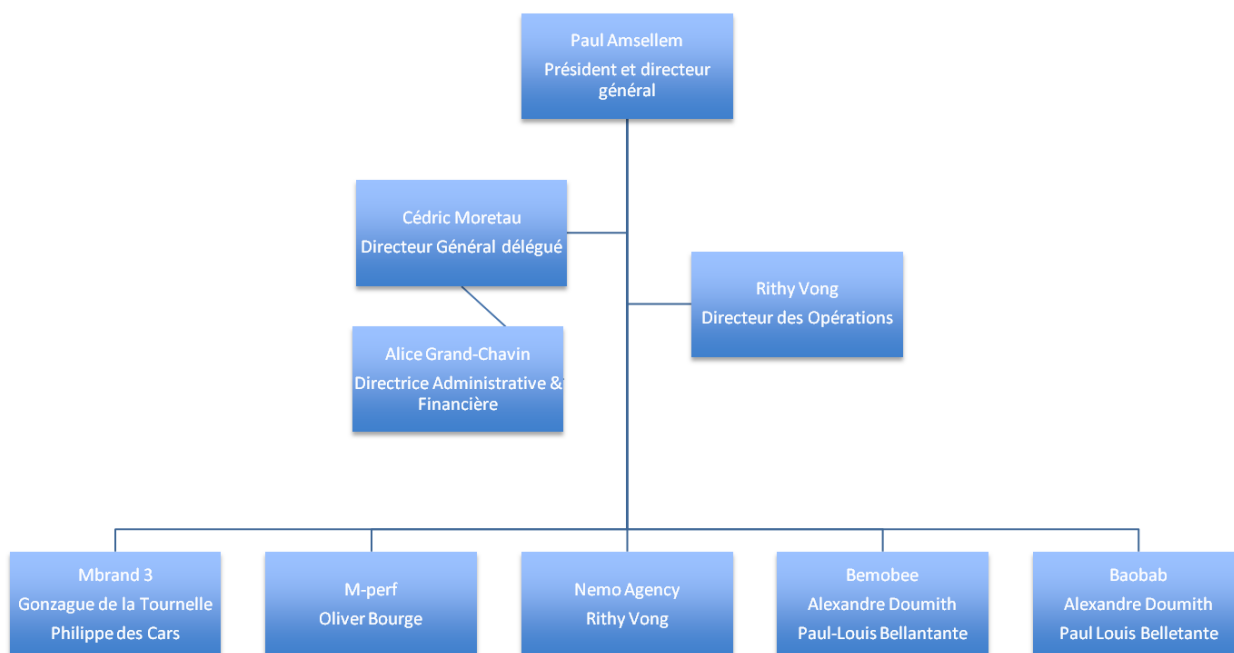 Paul Amsellem
Président et directeur
général
Cédric Moretau
Directeur Général délégué
Rithy Vong
Directeur des Opérations
Alice Grand-Chavin
Directrice Administrative &
Financière
Mbrand 3
Gonzague de la Tournelle
Philippe des Cars
M-perf
Oliver Bourge
Nemo Agency
Rithy Vong
Bemobee
Alexandre Doumith
Paul-Louis Bellantante
Baobab
Alexandre Doumith
Paul Louis Belletante